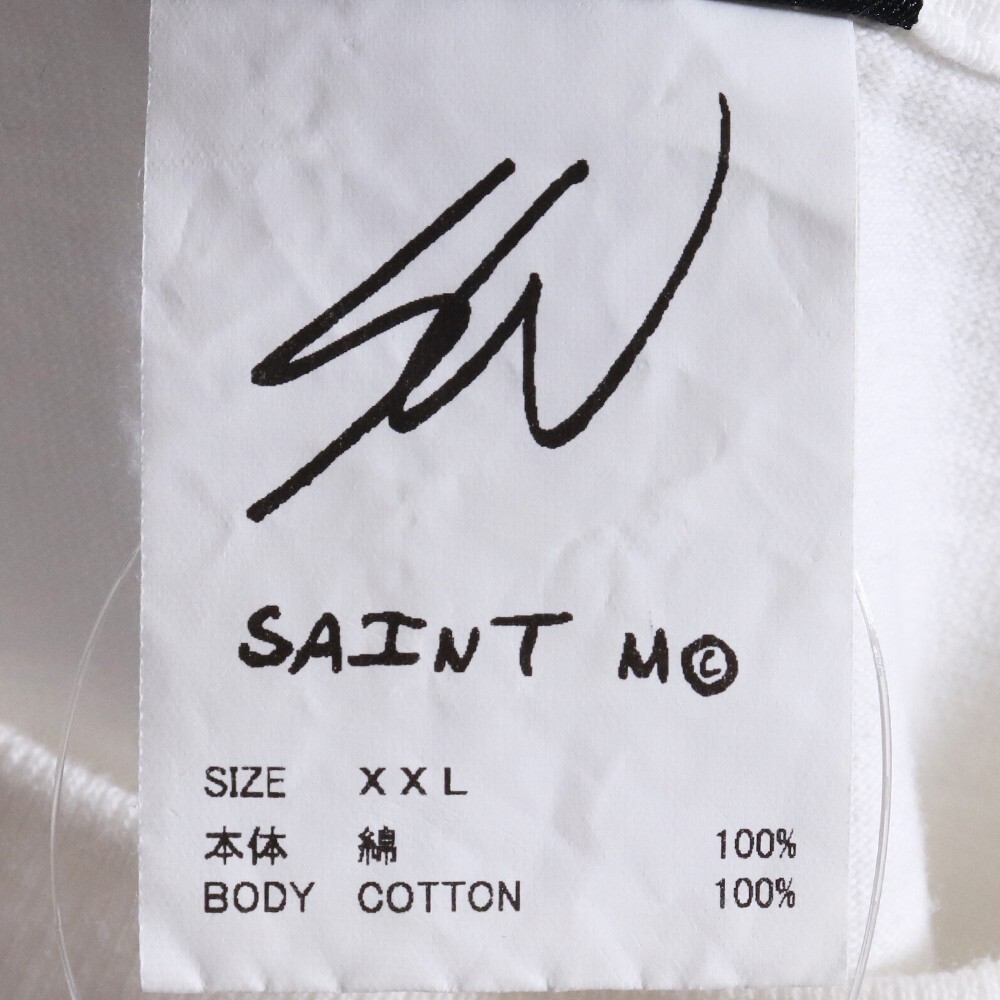 SAINT M©
SIZE XXL
本体 綿 100%
BODY COTTON 100%